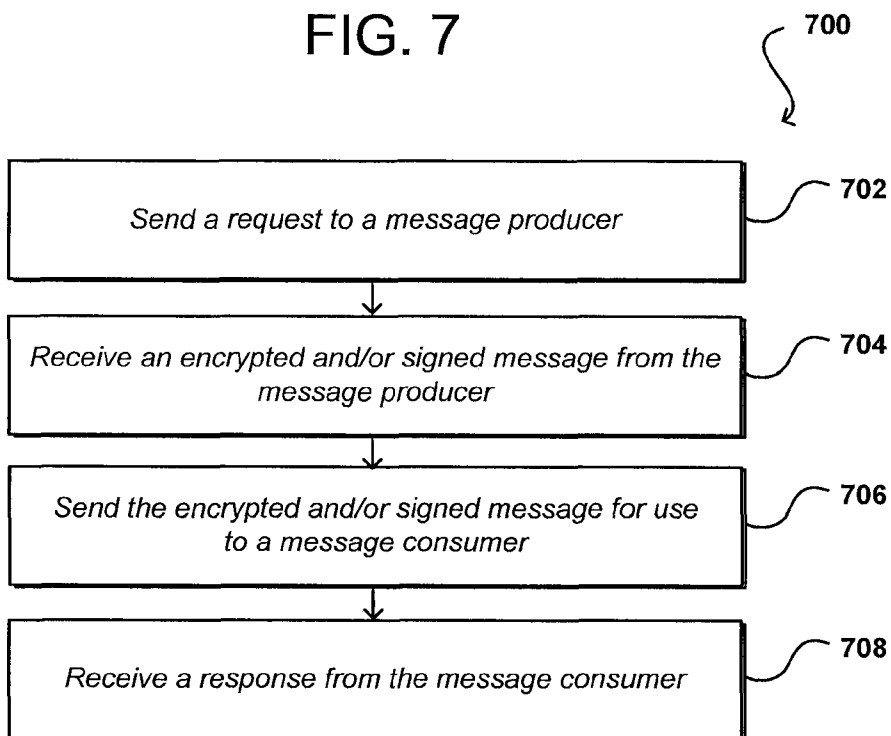 FIG. 7
700
Send a request to a message producer
702
Receive an encrypted and/or signed message from the
message producer
704
Send the encrypted and/or signed message for use
to a message consumer
706
Receive a response from the message consumer
708